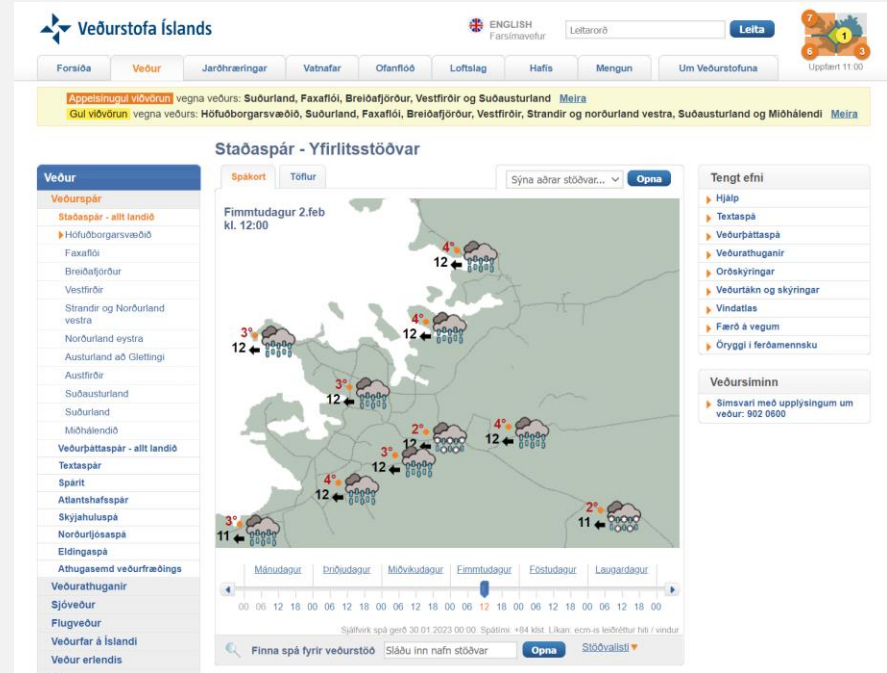 Veðurstofa Íslands
ENGLISH
Farsímavefur
Leitarorð
Leita
7
1
6
3
Uppfært 11:00
Forsíða
Veður
Jarðhræringar
Vatnafar
Ofanflóð
Loftslag
Hafís
Mengun
Um Veðurstofuna
Appelsínugul viðvörun vegna veðurs: Suðurland, Faxaflói, Breiðafjörður, Vestfirðir og Suðausturland Meira
Gul viðvörun vegna veðurs: Höfuðborgarsvæðið, Suðurland, Faxaflói, Breiðafjörður, Vestfirðir, Strandir og norðurland vestra, Suðausturland og Miðhálendi Meira
Staðaspár - Yfirlitsstöðvar
Veður
Veðurspár
Staðaspár - allt landið
Höfuðborgarsvæðið
Faxaflói
Breiðafjörður
Vestfirðir
Strandir og Norðurland
vestra
Norðurland eystra
Austurland að Glettingi
Austfirðir
Suðausturland
Suðurland
Miðhálendið
Veðurþáttaspár - allt landið
Textaspár
Spárit
Atlantshafsspár
Skýjahuluspár
Norðurljósaspá
Eldingaspá
Athugasemd veðurfræðings
Veðurathuganir
Sjóveður
Flugveður
Veðurfar á Íslandi
Veður erlendis
Spákort
Töflur
Sýna aðrar stöðvar...
Opna
Fimmtudagur 2.feb
kl. 12:00
4°
12
4°
12
3°
12
3°
12
2°
12
4°
12
3°
12
4°
12
3°
11
2°
11
Mánudagur Þriðjudagur Miðvikudagur Fimmtudagur Föstudagur Laugardagur
00 06 12 18 00 06 12 18 00 06 12 18 00 06 12 18 00 06 12 18 00 06 12 18 00
Sjálfvirk spá gerð 30.01.2023 00:00. Spátími: +84 klst. Líkan: ecm-is leiðréttur hiti / vindur
Finna spá fyrir veðurstöð
Sláðu inn nafn stöðvar
Opna
Stöðvalisti
Tengt efni
Hjálp
Textaspá
Veðurþáttaspá
Veðurathuganir
Orðskýringar
Veðurtákn og skýringar
Vindatlas
Færð á vegum
Öryggi í ferðamennsku
Veðursíminn
Símsvari með upplýsingum um
veður: 902 0600